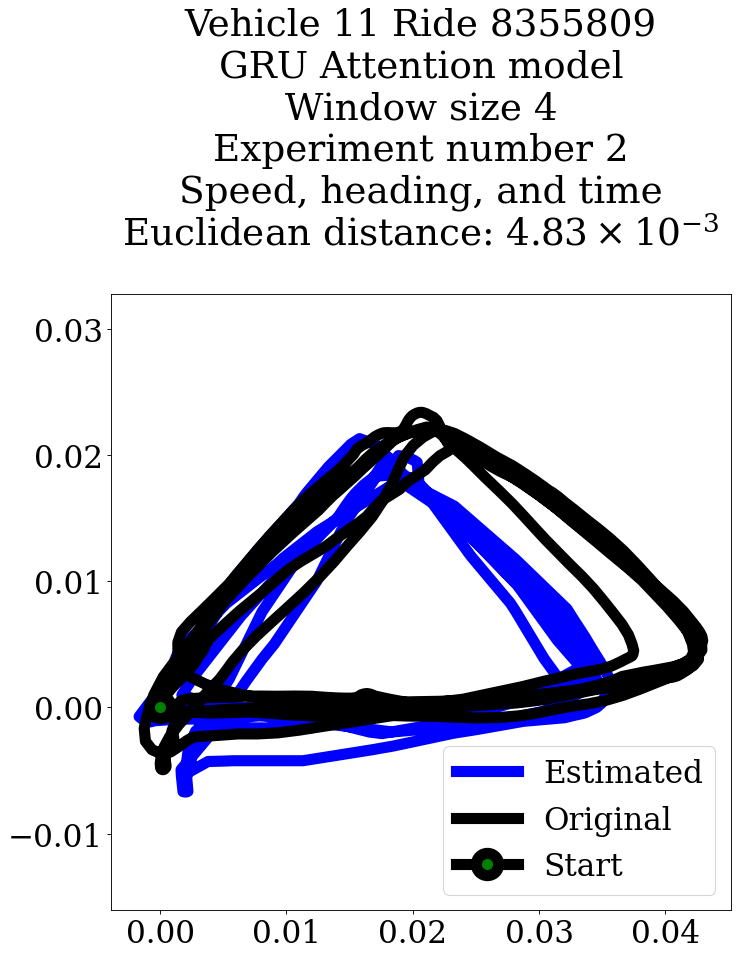 Vehicle 11 Ride 8355809
GRU Attention model
Window size 4
Experiment number 2
Speed, heading, and time
Euclidean distance: 4.83 × 10⁻³
0.03
0.02
0.01
0.00
−0.01
Estimated
Original
Start
0.00 0.01 0.02 0.03 0.04